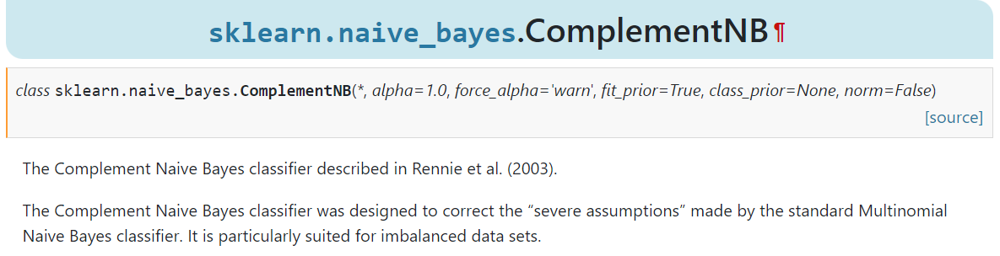 sklearn.naive_bayes.ComplementNB¶
class sklearn.naive_bayes.ComplementNB(*, alpha=1.0, force_alpha='warn', fit_prior=True, class_prior=None, norm=False)
[source]
The Complement Naive Bayes classifier described in Rennie et al. (2003).
The Complement Naive Bayes classifier was designed to correct the “severe assumptions” made by the standard Multinomial
Naive Bayes classifier. It is particularly suited for imbalanced data sets.